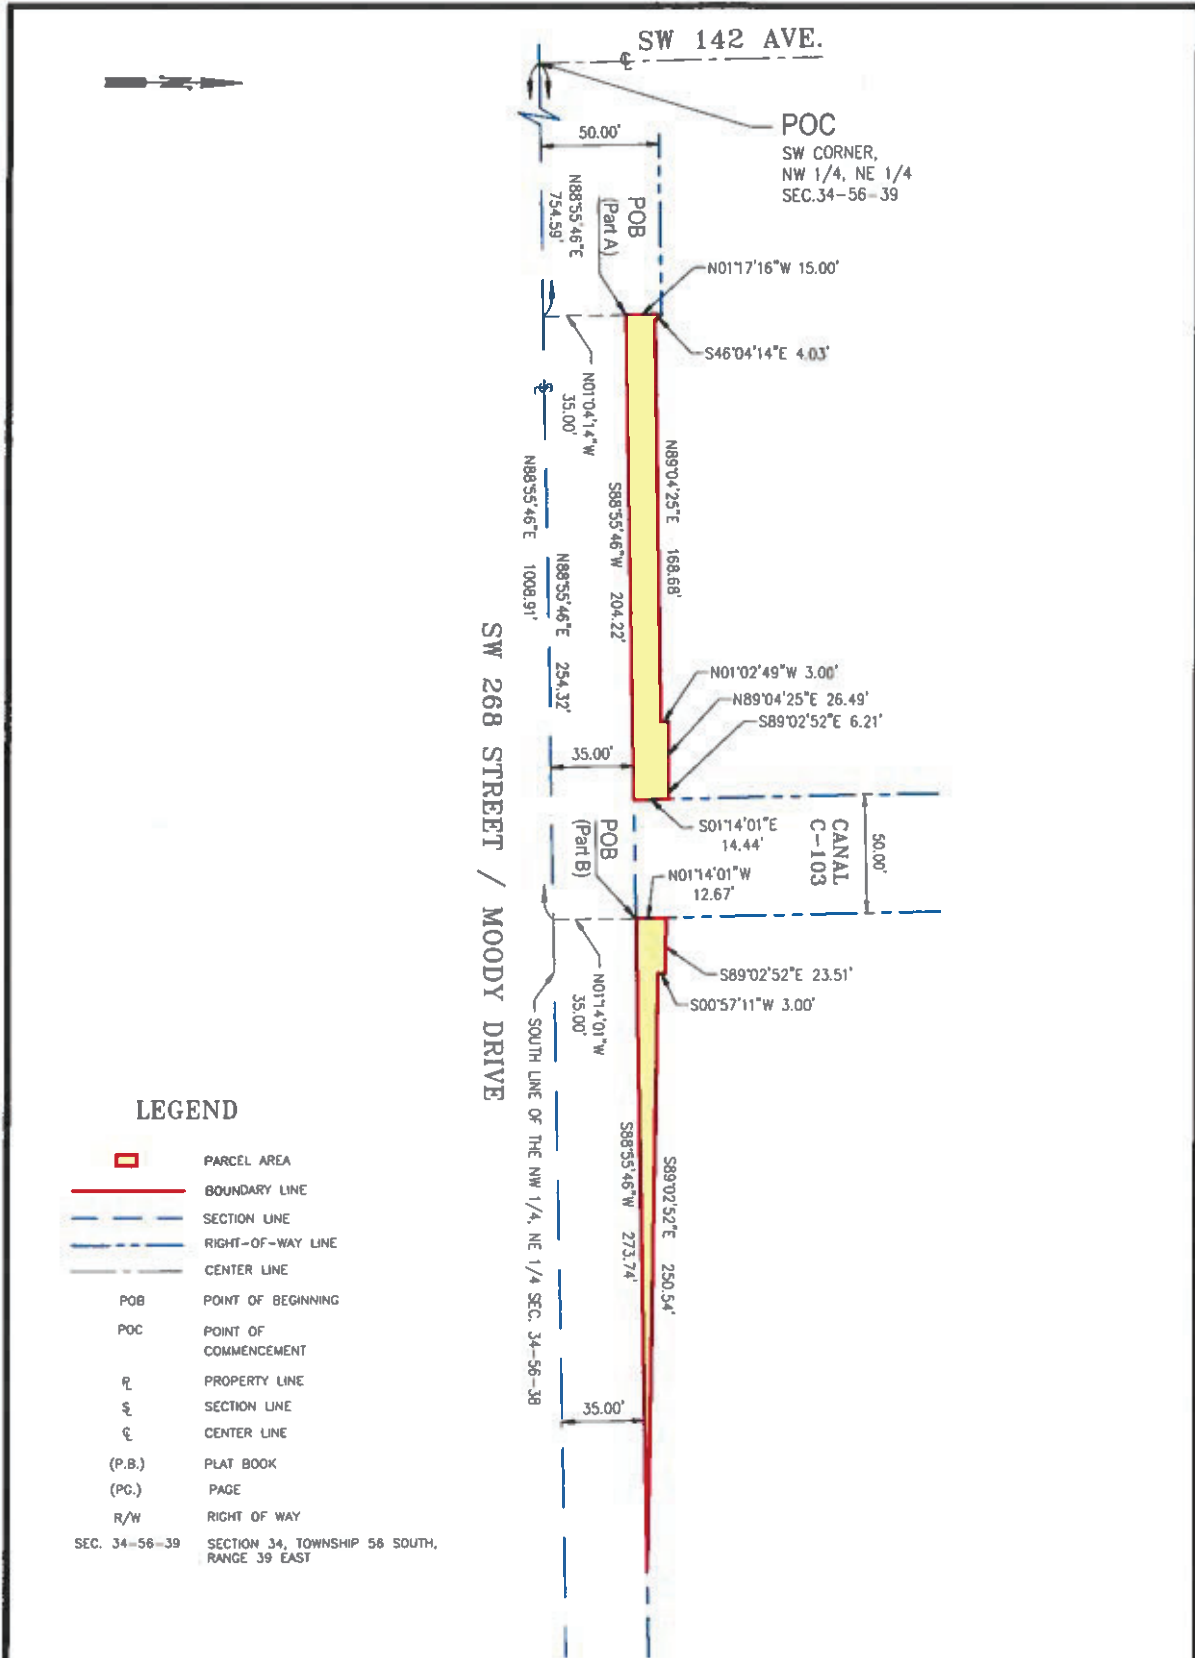 SW 142 AVE.
POC
SW CORNER,
NW 1/4, NE 1/4
SEC.34-56-39
50.00'
N88°55'46"E
754.59'
POB
(Part A)
N01°17'16"W 15.00'
S46°04'14"E 4.03'
N01°04'14"W
35.00'
N89°04'25"E 168.68'
S88°55'46"W 204.22'
N88°55'46"E 1008.91'
N88°55'46"E 254.32'
SW 268 STREET / MOODY DRIVE
N01°02'49"W 3.00'
N89°04'25"E 26.49'
S89°02'52"E 6.21'
35.00'
S01°14'01"E
14.44'
CANAL
C-103
50.00'
POB
(Part B)
N01°14'01"W
12.67'
S89°02'52"E 23.51'
S00°57'11"W 3.00'
N01°14'01"W
35.00'
SOUTH LINE OF THE NW 1/4, NE 1/4 SEC. 34-56-38
S88°55'46"W 273.74'
S89°02'52"E 250.54'
35.00'
LEGEND
PARCEL AREA
BOUNDARY LINE
SECTION LINE
RIGHT-OF-WAY LINE
CENTER LINE
POB POINT OF BEGINNING
POC POINT OF
COMMENCEMENT
PROPERTY LINE
SECTION LINE
CENTER LINE
(P.B.) PLAT BOOK
(PG.) PAGE
R/W RIGHT OF WAY
SEC. 34-56-39 SECTION 34, TOWNSHIP 56 SOUTH,
RANGE 39 EAST